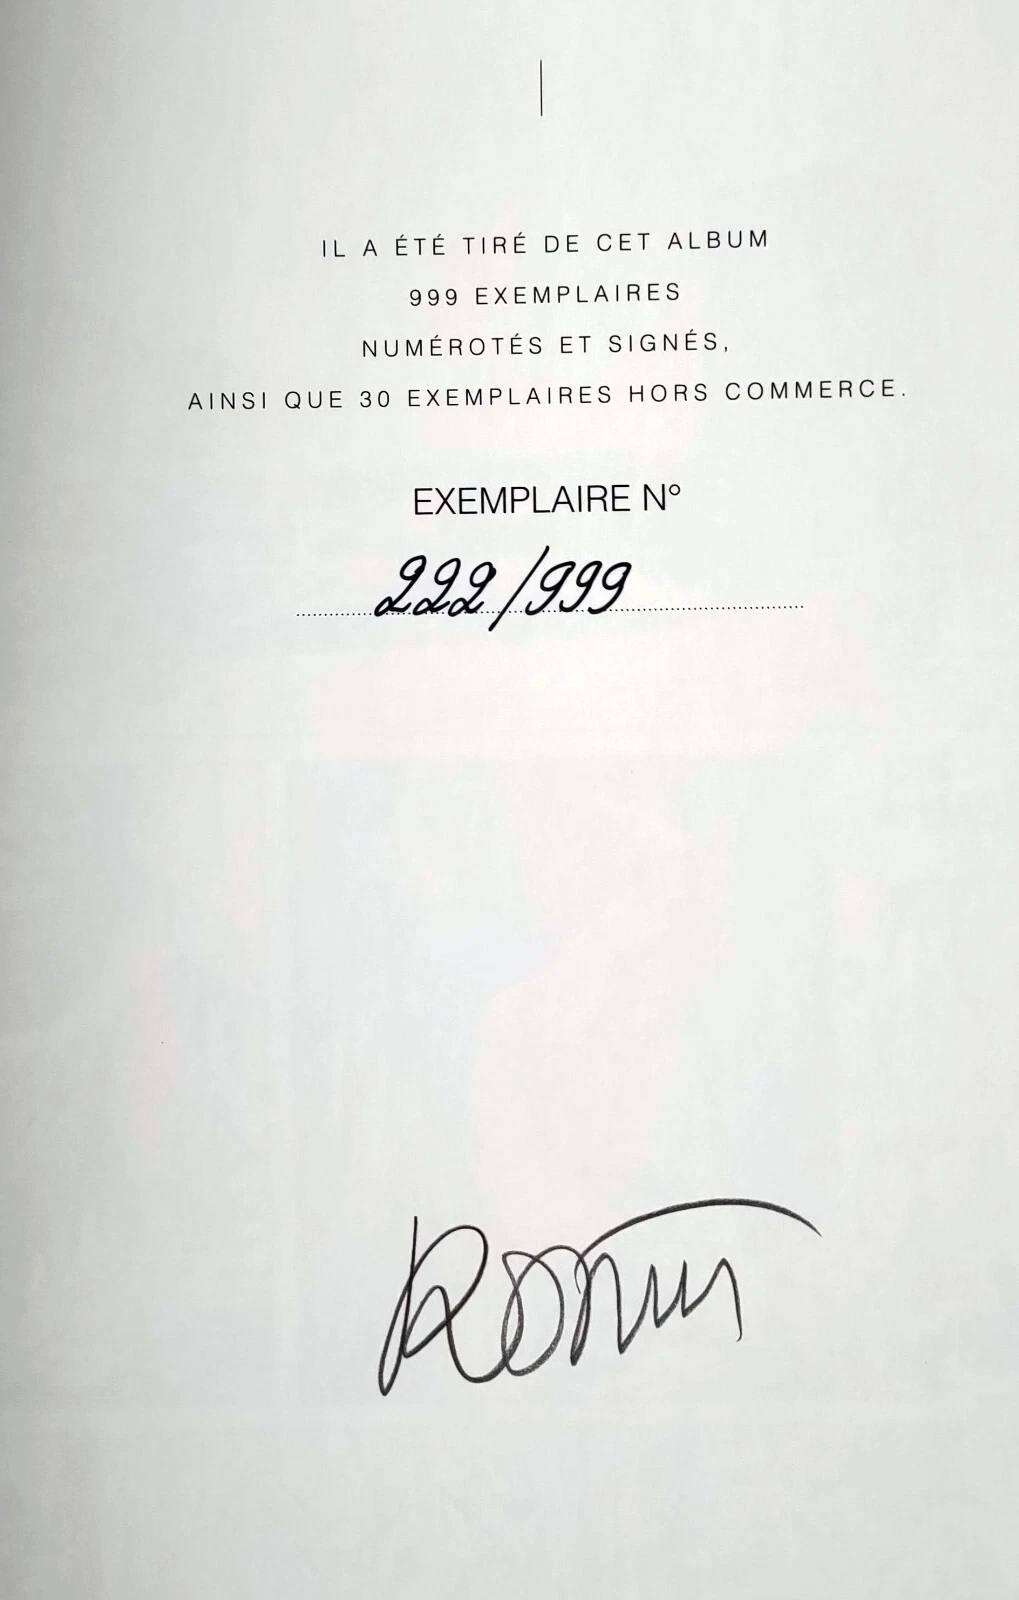 IL A ÉTÉ TIRÉ DE CET ALBUM
999 EXEMPLAIRES
NUMÉROTÉS ET SIGNÉS,
AINSI QUE 30 EXEMPLAIRES HORS COMMERCE.
EXEMPLAIRE N°
222/999